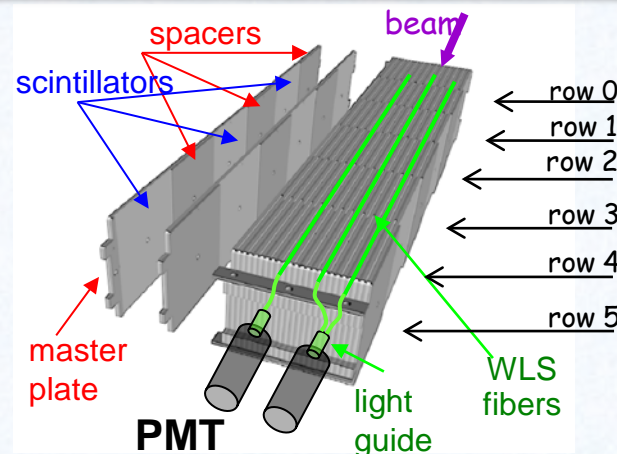 beam
spacers
scintillators
row 0
row 1
row 2
row 3
row 4
row 5
master
plate
WLS
fibers
light
guide
PMT